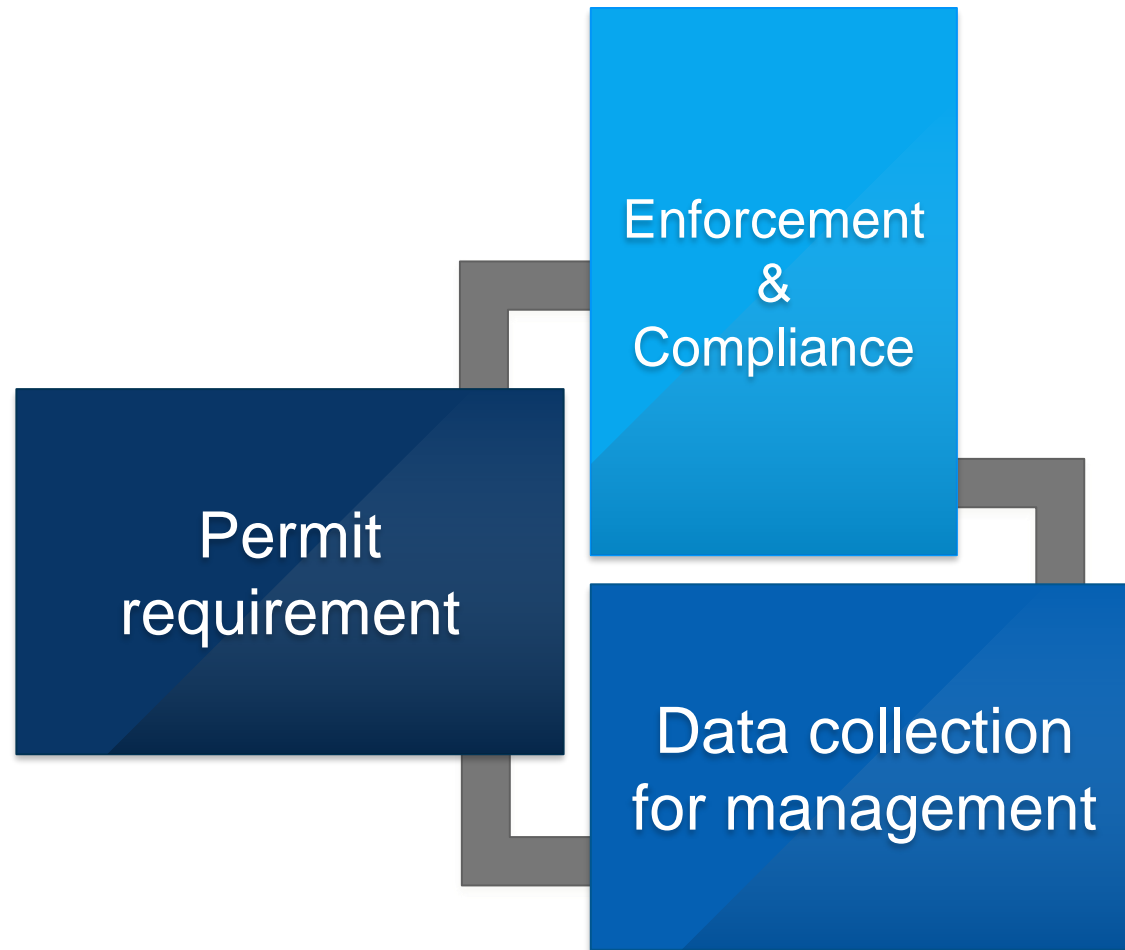 Enforcement
&
Compliance
Permit
requirement
Data collection
for management